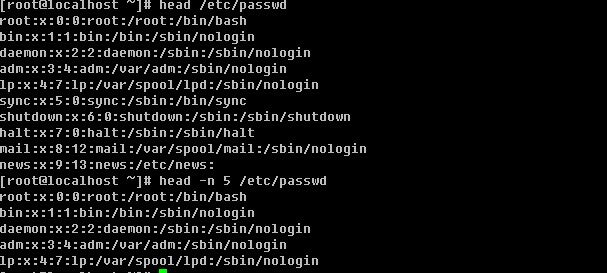 [root@localhost ~]# head /etc/passwd
root:x:0:0:root:/root:/bin/bash
bin:x:1:1:bin:/bin:/sbin/nologin
daemon:x:2:2:daemon:/sbin:/sbin/nologin
adm:x:3:4:adm:/var/adm:/sbin/nologin
lp:x:4:7:lp:/var/spool/lpd:/sbin/nologin
sync:x:5:0:sync:/sbin:/bin/sync
shutdown:x:6:0:shutdown:/sbin:/sbin/shutdown
halt:x:7:0:halt:/sbin:/sbin/halt
mail:x:8:12:mail:/var/spool/mail:/sbin/nologin
news:x:9:13:news:/etc/news:
[root@localhost ~]# head -n 5 /etc/passwd
root:x:0:0:root:/root:/bin/bash
bin:x:1:1:bin:/bin:/sbin/nologin
daemon:x:2:2:daemon:/sbin:/sbin/nologin
adm:x:3:4:adm:/var/adm:/sbin/nologin
lp:x:4:7:lp:/var/spool/lpd:/sbin/nologin